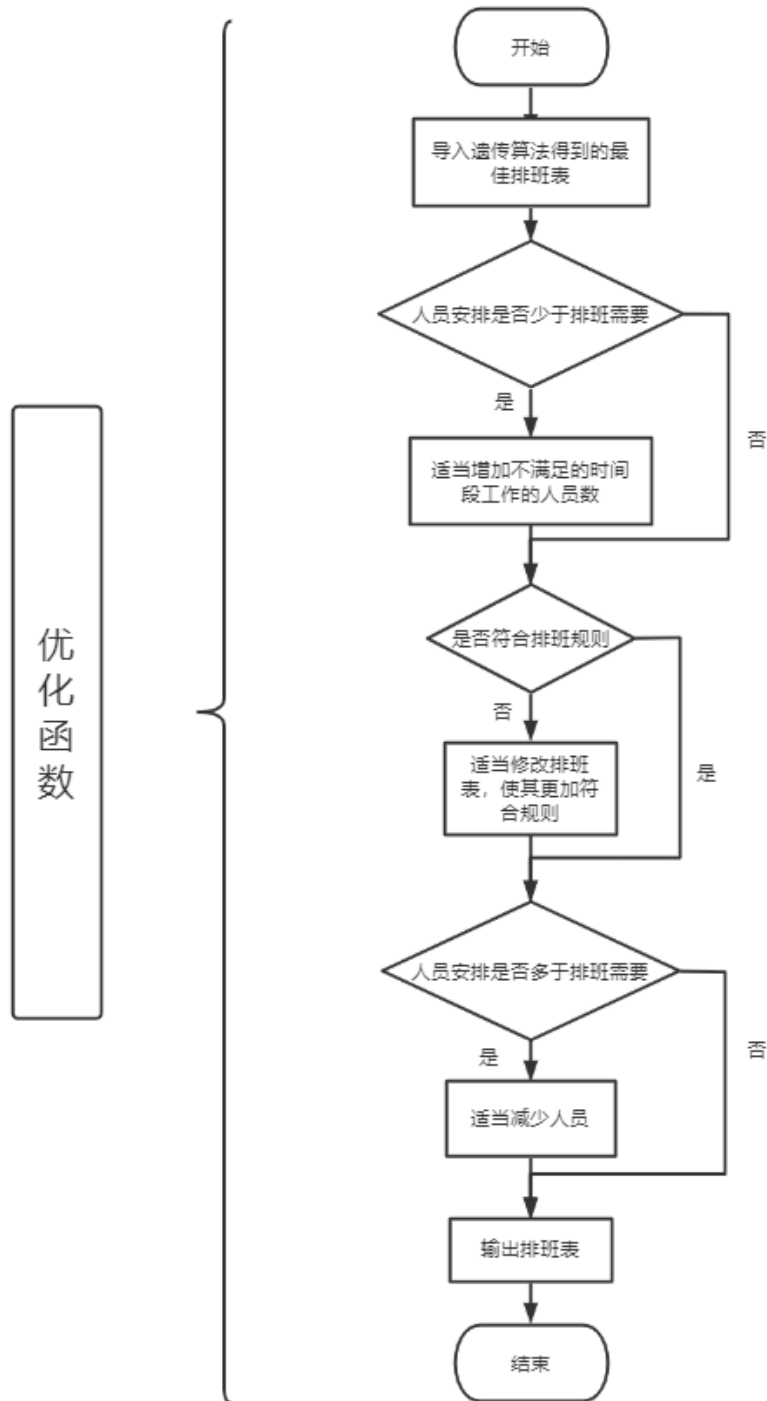 开始
导入遗传算法得到的最
佳排班表
人员安排是否少于排班需要
是
否
适当增加不满足的时间
段工作的人员数
是否符合排班规则
否
适当修改排班
表，使其更加符
合规则
是
人员安排是否多于排班需要
是
否
适当减少人员
输出排班表
结束
优
化
函
数